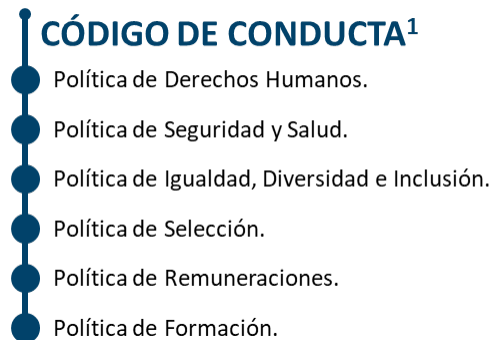 CÓDIGO DE CONDUCTA¹
Política de Derechos Humanos.
Política de Seguridad y Salud.
Política de Igualdad, Diversidad e Inclusión.
Política de Selección.
Política de Remuneraciones.
Política de Formación.